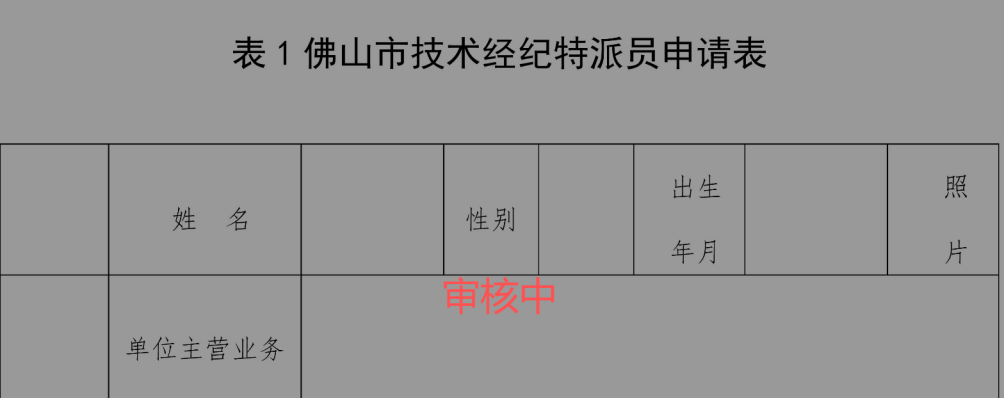 表 1 佛山市技术经纪特派员申请表
姓 名 性别 出生年月 照片
审核中
单位主营业务